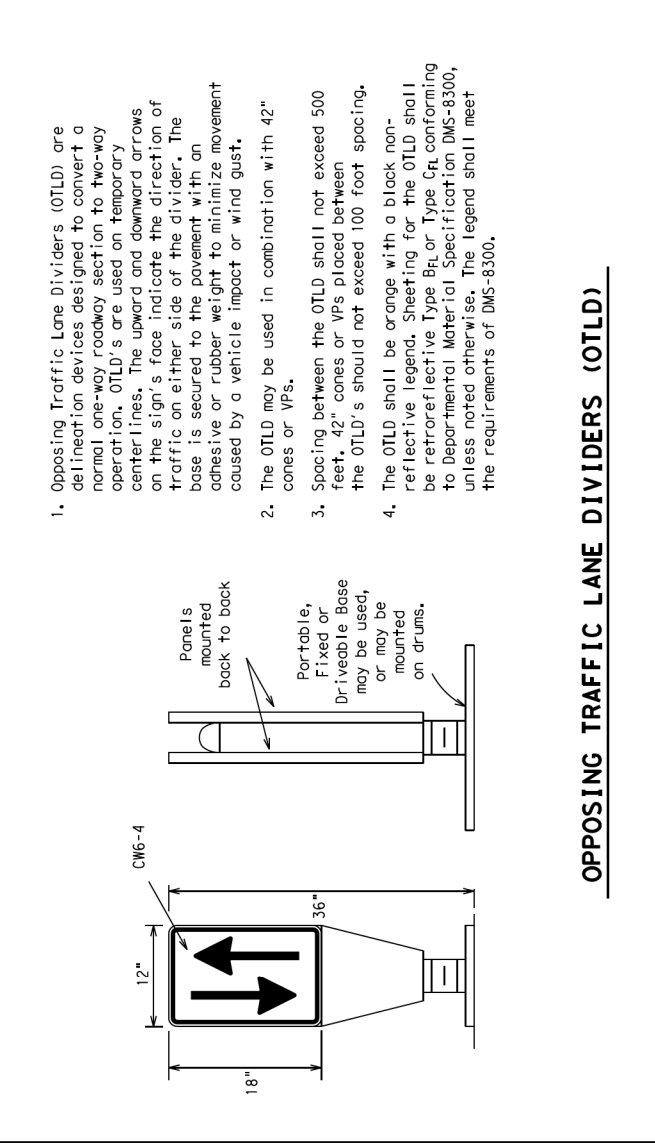 CW6-4
12"
18"
36"
Panels
mounted
back to back
Portable,
Fixed or
Driveable Base
may be used,
or may be
mounted
on drums.
1. Opposing Traffic Lane Dividers (OTLD) are
delineation devices designed to convert a
normal one-way roadway section to two-way
operation. OTLD's are used on temporary
centerlines. The upward and downward arrows
on the sign's face indicate the direction of
traffic on either side of the divider. The
base is secured to the pavement with an
adhesive or rubber weight to minimize movement
caused by a vehicle impact or wind gust.
2. The OTLD may be used in combination with 42"
cones or VPs.
3. Spacing between the OTLD shall not exceed 500
feet. 42" cones or VPs placed between
the OTLD's should not exceed 100 foot spacing.
4. The OTLD shall be orange with a black non-
reflective legend. Sheeting for the OTLD shall
be retroreflective Type BFL or Type CFL conforming
to Departmental Material Specification DMS-8300,
unless noted otherwise. The legend shall meet
the requirements of DMS-8300.
OPPOSING TRAFFIC LANE DIVIDERS (OTLD)